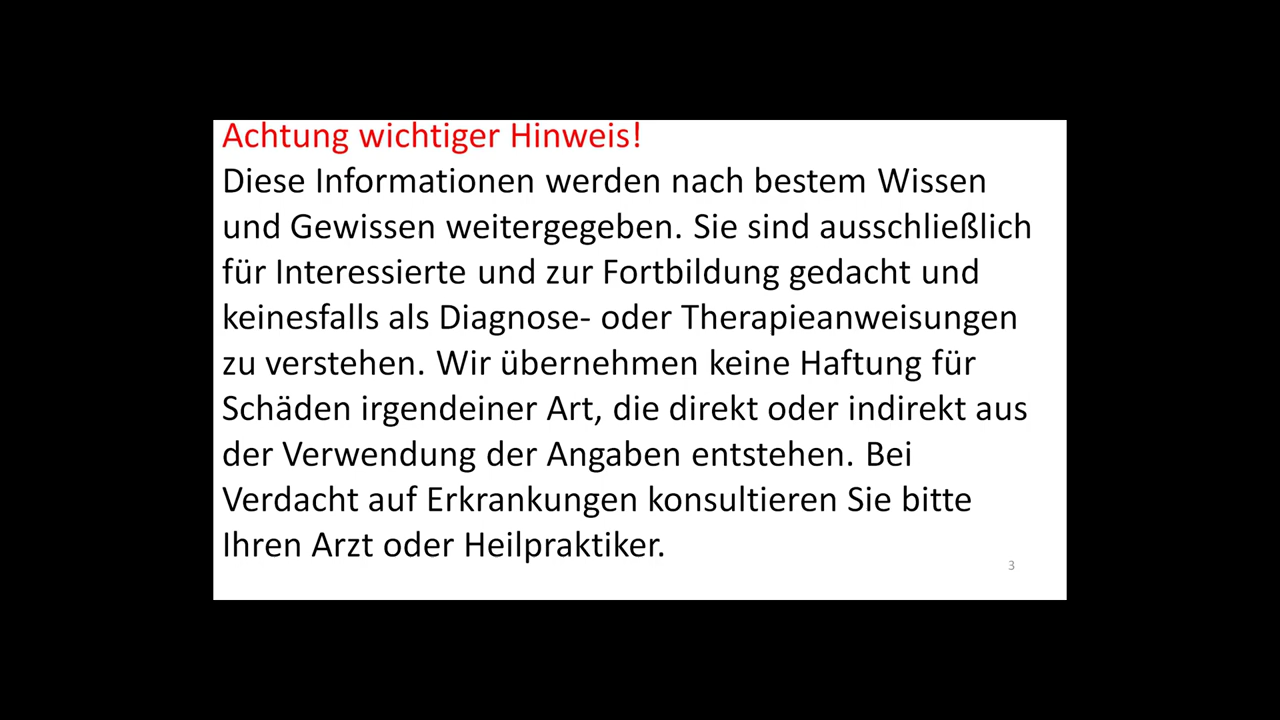 Achtung wichtiger Hinweis!
Diese Informationen werden nach bestem Wissen
und Gewissen weitergegeben. Sie sind ausschließlich
für Interessierte und zur Fortbildung gedacht und
keinesfalls als Diagnose- oder Therapieanweisungen
zu verstehen. Wir übernehmen keine Haftung für
Schäden irgendeiner Art, die direkt oder indirekt aus
der Verwendung der Angaben entstehen. Bei
Verdacht auf Erkrankungen konsultieren Sie bitte
Ihren Arzt oder Heilpraktiker.
3